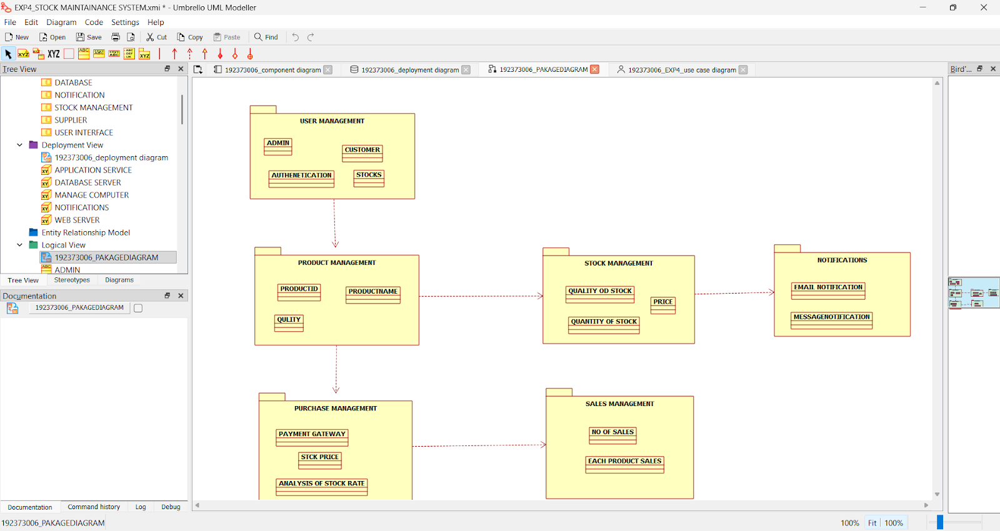 EXP4_STOCK MAINTAINANCE SYSTEM.xmi * - Umbrello UML Modeller
File Edit Diagram Code Settings Help
New Open Save Cut Copy Paste Find
XYZ XYZ XYZ ABC ABC ABC XYZ
Tree View
192373006_component diagram 192373006_deployment diagram 192373006_PAKAGEDIAGRAM 192373006_EXP4_use case diagram
Bird'...
DATABASE
NOTIFICATION
STOCK MANAGEMENT
SUPPLIER
USER INTERFACE
Deployment View
192373006_deployment diagram
APPLICATION SERVICE
DATABASE SERVER
MANAGE COMPUTER
NOTIFICATIONS
WEB SERVER
Entity Relationship Model
Logical View
192373006_PAKAGEDIAGRAM
ADMIN
Tree View Stereotypes Diagrams
Documentation
192373006_PAKAGEDIAGRAM
Documentation Command history Log Debug
USER MANAGEMENT
ADMIN
CUSTOMER
AUTHENETICATION
STOCKS
PRODUCT MANAGEMENT
PRODUCTID
PRODUCTNAME
QULITY
STOCK MANAGEMENT
QUALITY OD STOCK
PRICE
QUANTITY OF STOCK
NOTIFICATIONS
EMAIL NOTIFICATION
MESSAGENOTIFICATION
PURCHASE MANAGEMENT
PAYMENT GATEWAY
STCK PRICE
ANALYSIS OF STOCK RATE
SALES MANAGEMENT
NO OF SALES
EACH PRODUCT SALES
192373006_PAKAGEDIAGRAM
100% Fit 100%